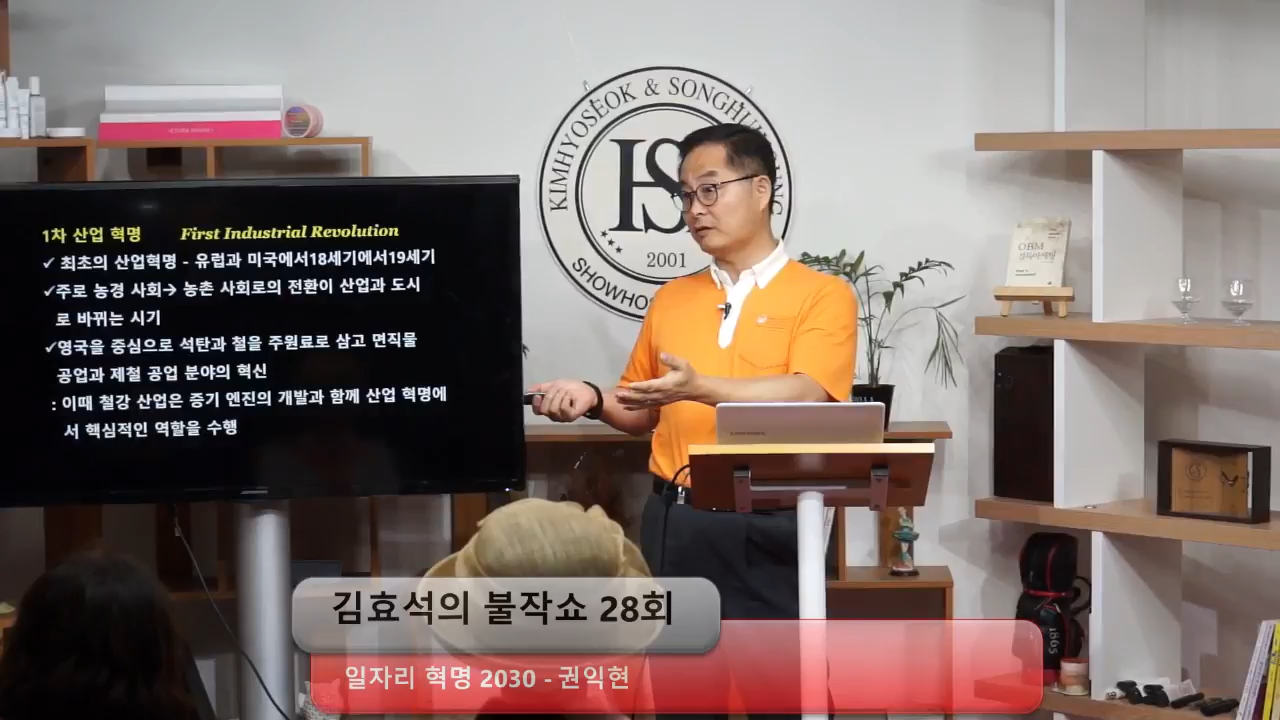 KIMHYOSEOK & SONGHU
HS
2001
SHOWHOS
1차 산업 혁명 First Industrial Revolution
✓ 최초의 산업혁명 - 유럽과 미국에서18세기에서19세기
✓주로 농경 사회→ 농촌 사회로의 전환이 산업과 도시
로 바뀌는 시기
✓영국을 중심으로 석탄과 철을 주원료로 삼고 면직물
공업과 제철 공업 분야의 혁신
: 이때 철강 산업은 증기 엔진의 개발과 함께 산업 혁명에
서 핵심적인 역할을 수행
OBM
1865
김효석의 불작쇼 28회
일자리 혁명 2030 - 권익현